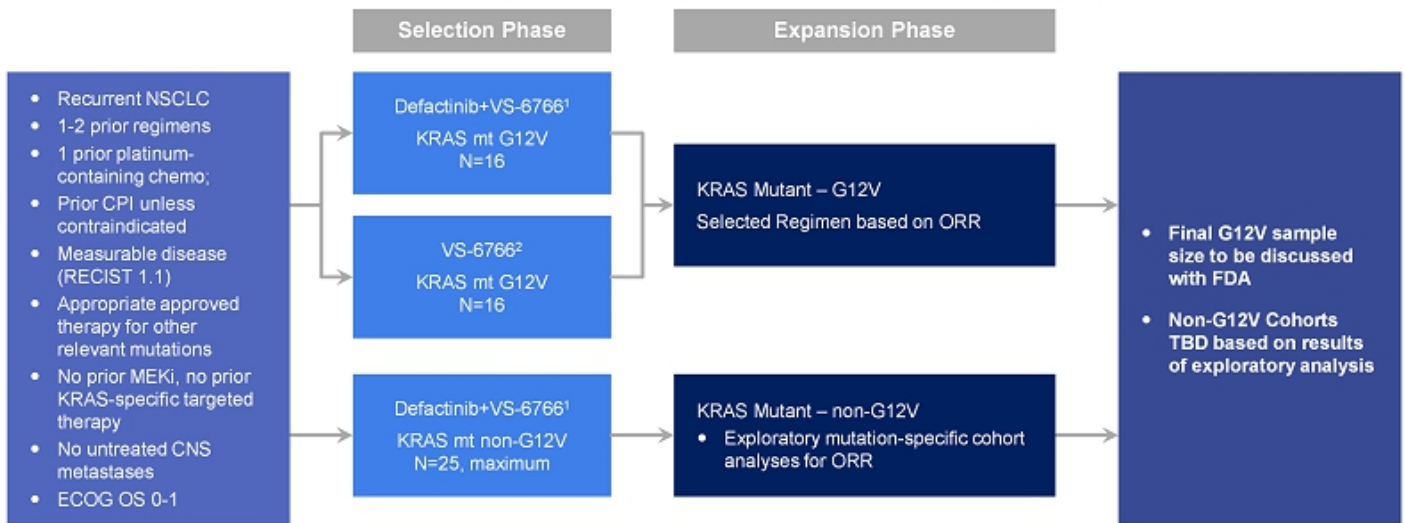 Selection Phase
Expansion Phase
• Recurrent NSCLC
• 1-2 prior regimens
• 1 prior platinum-
containing chemo;
• Prior CPI unless
contraindicated
• Measurable disease
(RECIST 1.1)
• Appropriate approved
therapy for other
relevant mutations
• No prior MEKi, no prior
KRAS-specific targeted
therapy
• No untreated CNS
metastases
• ECOG OS 0-1
Defactinib+VS-6766¹
KRAS mt G12V
N=16
VS-6766²
KRAS mt G12V
N=16
Defactinib+VS-6766¹
KRAS mt non-G12V
N=25, maximum
KRAS Mutant – G12V
Selected Regimen based on ORR
KRAS Mutant – non-G12V
• Exploratory mutation-specific cohort
analyses for ORR
• Final G12V sample
size to be discussed
with FDA
• Non-G12V Cohorts
TBD based on results
of exploratory analysis